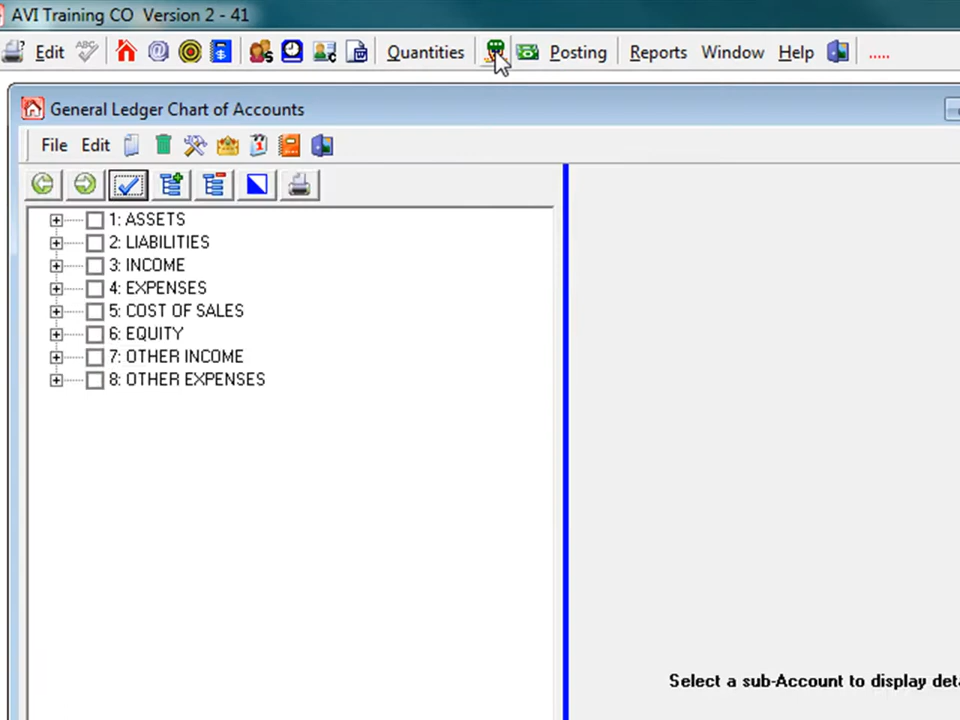 AVI Training CO Version 2 - 41
Edit Quantities Posting Reports Window Help .....
General Ledger Chart of Accounts
File Edit
1: ASSETS
2: LIABILITIES
3: INCOME
4: EXPENSES
5: COST OF SALES
6: EQUITY
7: OTHER INCOME
8: OTHER EXPENSES
Select a sub-Account to display